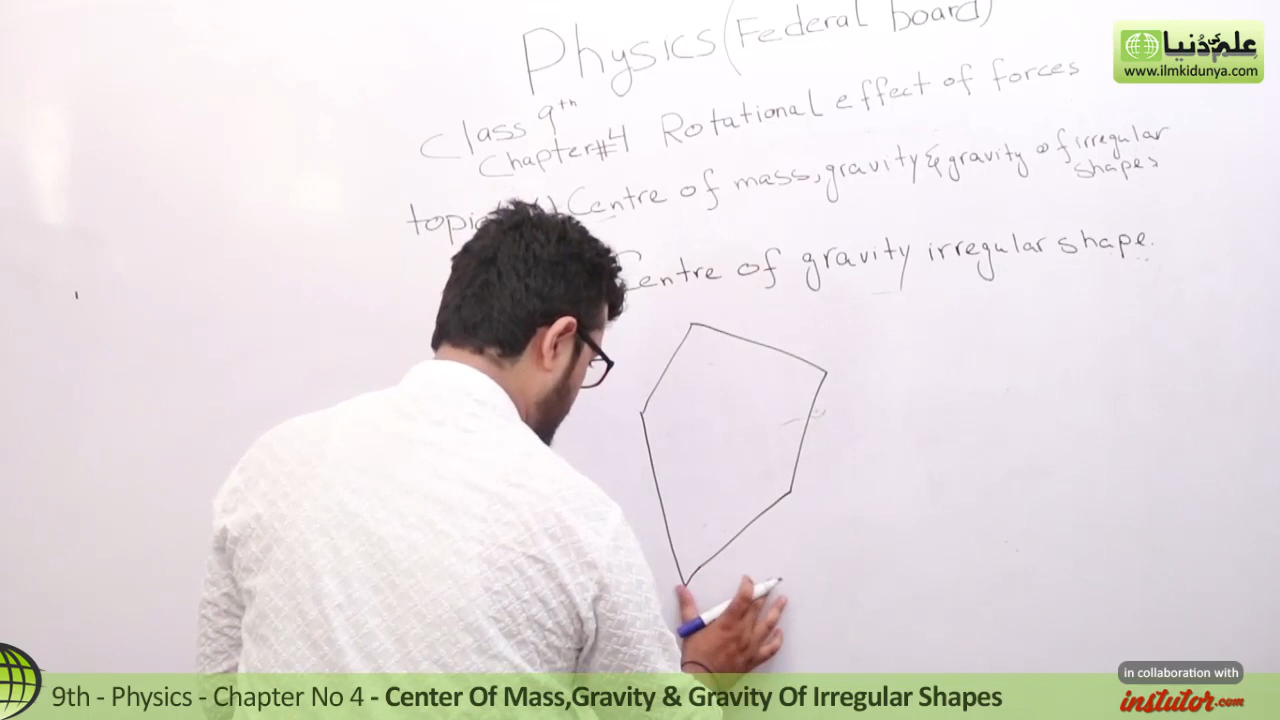 Physics (Federal board)
Class 9th
Chapter#4 Rotational effect of forces
topic Centre of mass, gravity & gravity of irregular
shapes
Centre of gravity irregular shape.
علم کی دُنیا
www.ilmkidunya.com
in collaboration with
instutor.com
9th - Physics - Chapter No 4 - Center Of Mass,Gravity & Gravity Of Irregular Shapes